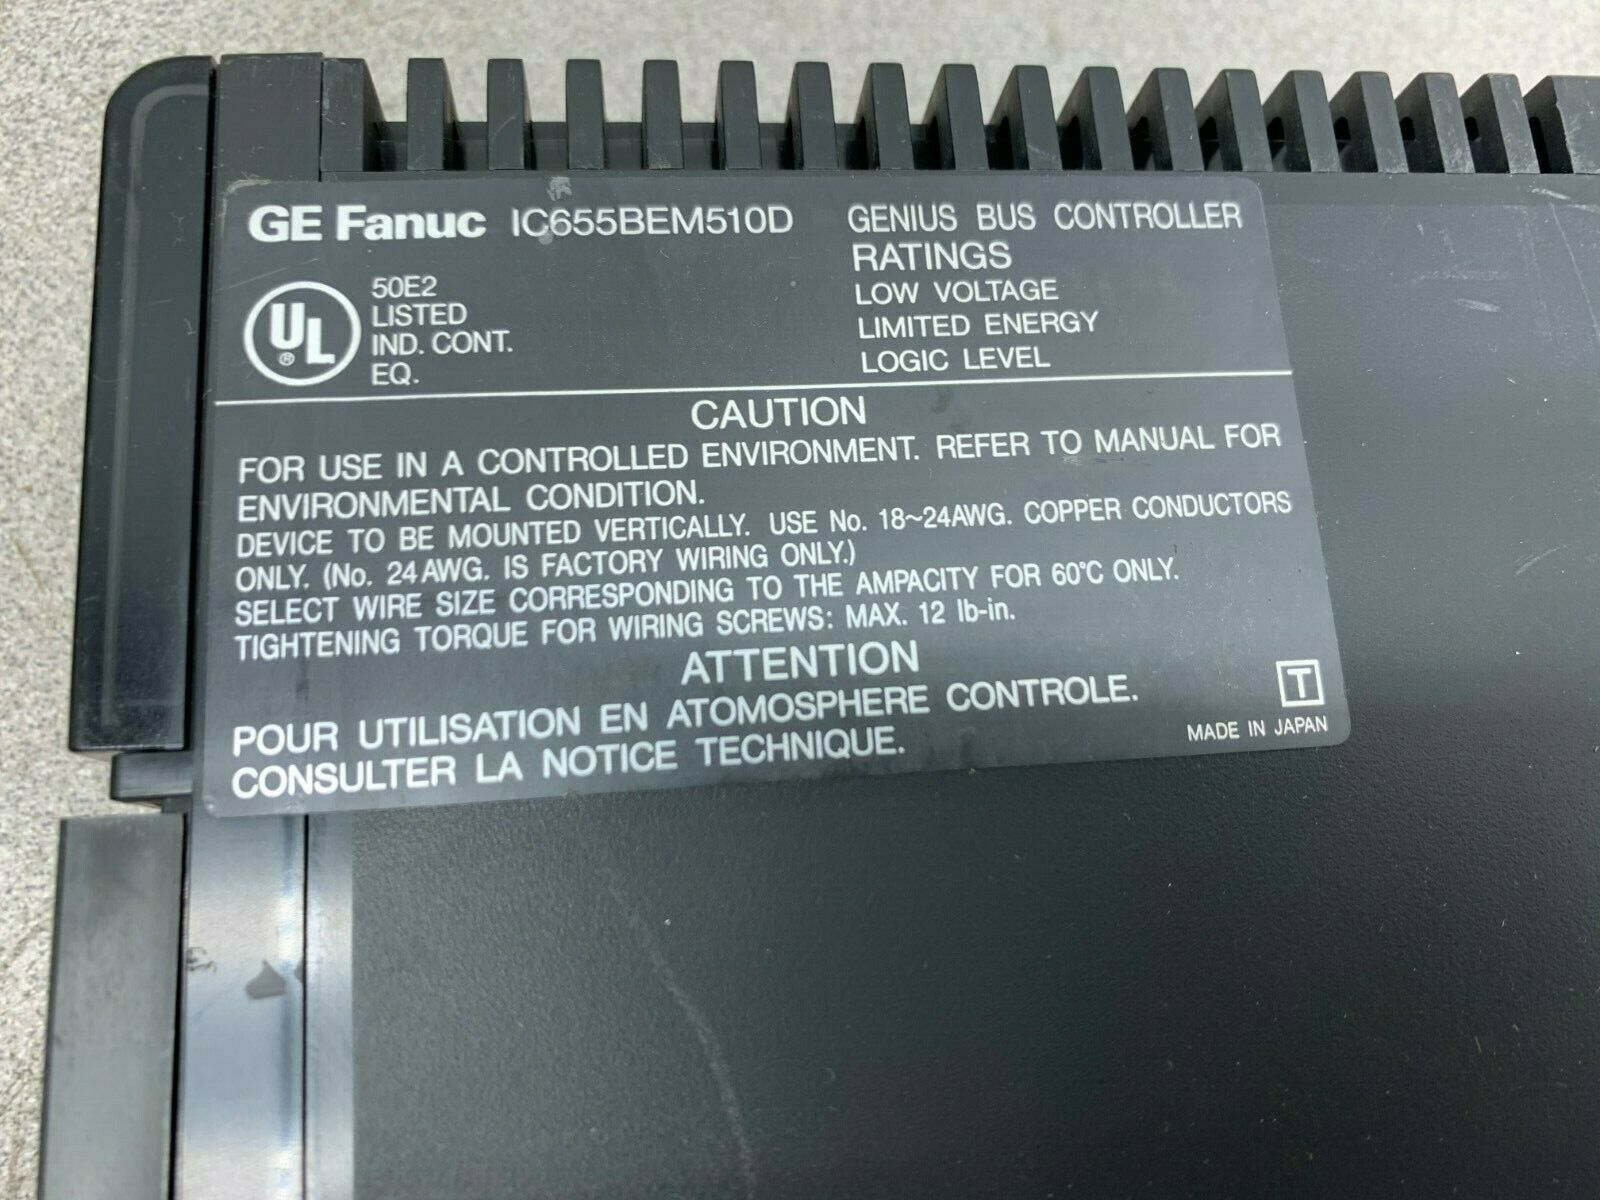 GE Fanuc IC655BEM510D GENIUS BUS CONTROLLER
RATINGS
LOW VOLTAGE
LIMITED ENERGY
LOGIC LEVEL
UL
®
50E2
LISTED
IND. CONT.
EQ.
CAUTION
FOR USE IN A CONTROLLED ENVIRONMENT. REFER TO MANUAL FOR
ENVIRONMENTAL CONDITION.
DEVICE TO BE MOUNTED VERTICALLY. USE No. 18~24AWG. COPPER CONDUCTORS
ONLY. (No. 24AWG. IS FACTORY WIRING ONLY.)
SELECT WIRE SIZE CORRESPONDING TO THE AMPACITY FOR 60°C ONLY.
TIGHTENING TORQUE FOR WIRING SCREWS: MAX. 12 lb-in.
ATTENTION
POUR UTILISATION EN ATOMOSPHERE CONTROLE.
CONSULTER LA NOTICE TECHNIQUE.
T
MADE IN JAPAN